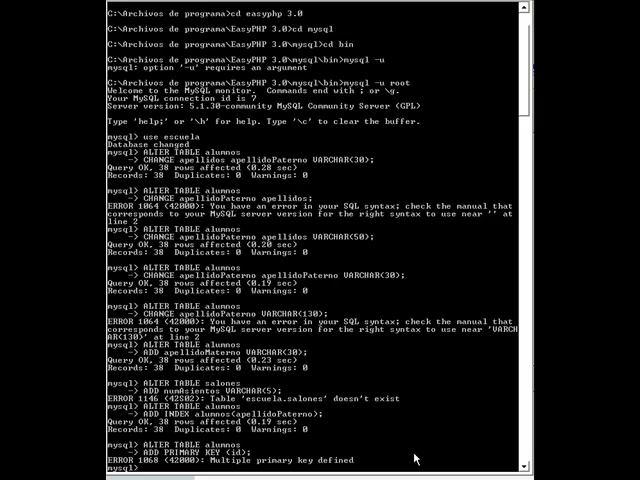 C:\Archivos de programa>cd easyphp 3.0
C:\Archivos de programa\EasyPHP 3.0>cd mysql
C:\Archivos de programa\EasyPHP 3.0\mysql>cd bin
C:\Archivos de programa\EasyPHP 3.0\mysql\bin>mysql -u
mysql: option '-u' requires an argument
C:\Archivos de programa\EasyPHP 3.0\mysql\bin>mysql -u root
Welcome to the MySQL monitor.  Commands end with ; or \g.
Your MySQL connection id is 7
Server version: 5.1.30-community MySQL Community Server (GPL)
Type 'help;' or '\h' for help. Type '\c' to clear the buffer.
mysql> use escuela
Database changed
mysql> ALTER TABLE alumnos
    -> CHANGE apellidos apellidoPaterno VARCHAR(30);
Query OK, 38 rows affected (0.28 sec)
Records: 38  Duplicates: 0  Warnings: 0
mysql> ALTER TABLE alumnos
    -> CHANGE apellidoPaterno apellidos;
ERROR 1064 (42000): You have an error in your SQL syntax; check the manual that
corresponds to your MySQL server version for the right syntax to use near '' at
line 2
mysql> ALTER TABLE alumnos
    -> CHANGE apellidoPaterno apellidos VARCHAR(50);
Query OK, 38 rows affected (0.20 sec)
Records: 38  Duplicates: 0  Warnings: 0
mysql> ALTER TABLE alumnos
    -> CHANGE apellidoPaterno apellidoPaterno VARCHAR(30);
Query OK, 38 rows affected (0.19 sec)
Records: 38  Duplicates: 0  Warnings: 0
mysql> ALTER TABLE alumnos
    -> CHANGE apellidoPaterno VARCHAR(130);
ERROR 1064 (42000): You have an error in your SQL syntax; check the manual that
corresponds to your MySQL server version for the right syntax to use near 'VARCH
AR(130)' at line 2
mysql> ALTER TABLE alumnos
    -> ADD apellidoMaterno VARCHAR(30);
Query OK, 38 rows affected (0.23 sec)
Records: 38  Duplicates: 0  Warnings: 0
mysql> ALTER TABLE salones
    -> ADD numAsientos VARCHAR(5);
ERROR 1146 (42S02): Table 'escuela.salones' doesn't exist
mysql> ALTER TABLE alumnos
    -> ADD INDEX alumnos(apellidoPaterno);
Query OK, 38 rows affected (0.19 sec)
Records: 38  Duplicates: 0  Warnings: 0
mysql> ALTER TABLE alumnos
    -> ADD PRIMARY KEY (id);
ERROR 1068 (42000): Multiple primary key defined
mysql>